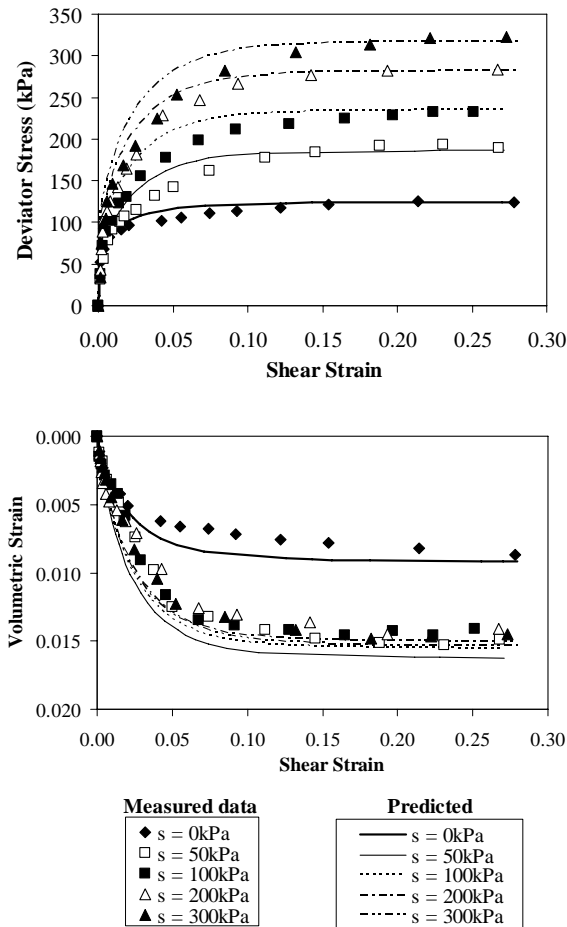 Deviator Stress (kPa)
350
300
250
200
150
100
50
0
0.00 0.05 0.10 0.15 0.20 0.25 0.30
Shear Strain
Volumetric Strain
0.000
0.005
0.010
0.015
0.020
0.00 0.05 0.10 0.15 0.20 0.25 0.30
Shear Strain
Measured data
s = 0kPa
s = 50kPa
s = 100kPa
s = 200kPa
s = 300kPa
Predicted
s = 0kPa
s = 50kPa
s = 100kPa
s = 200kPa
s = 300kPa